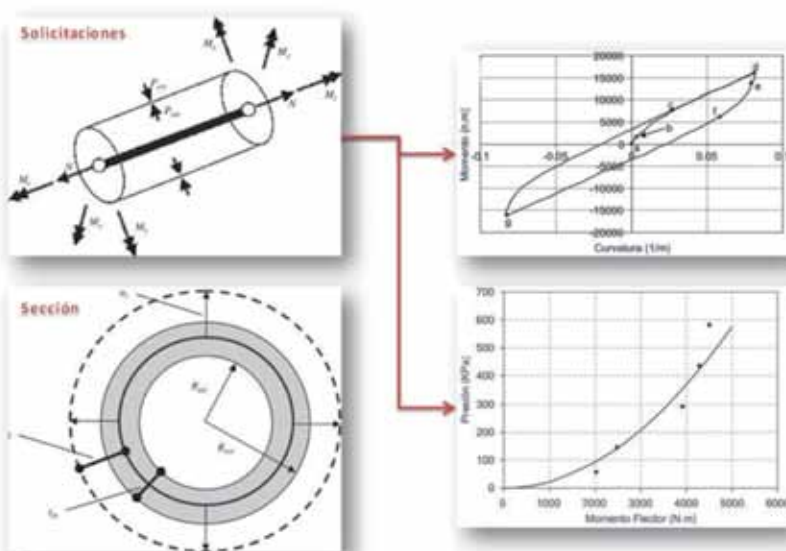 Solicitaciones
N
N
Sección
Momento (n.m)
20000
15000
10000
5000
0
-5000
-10000
-15000
-20000
-0.1
-0.05
0.05
0.1
a
b
c
d
e
f
g
Curvatura (1/m)
Presión (KPa)
700
600
500
400
300
200
100
0
0
1000
2000
3000
4000
5000
6000
Momento Flector (N·m)